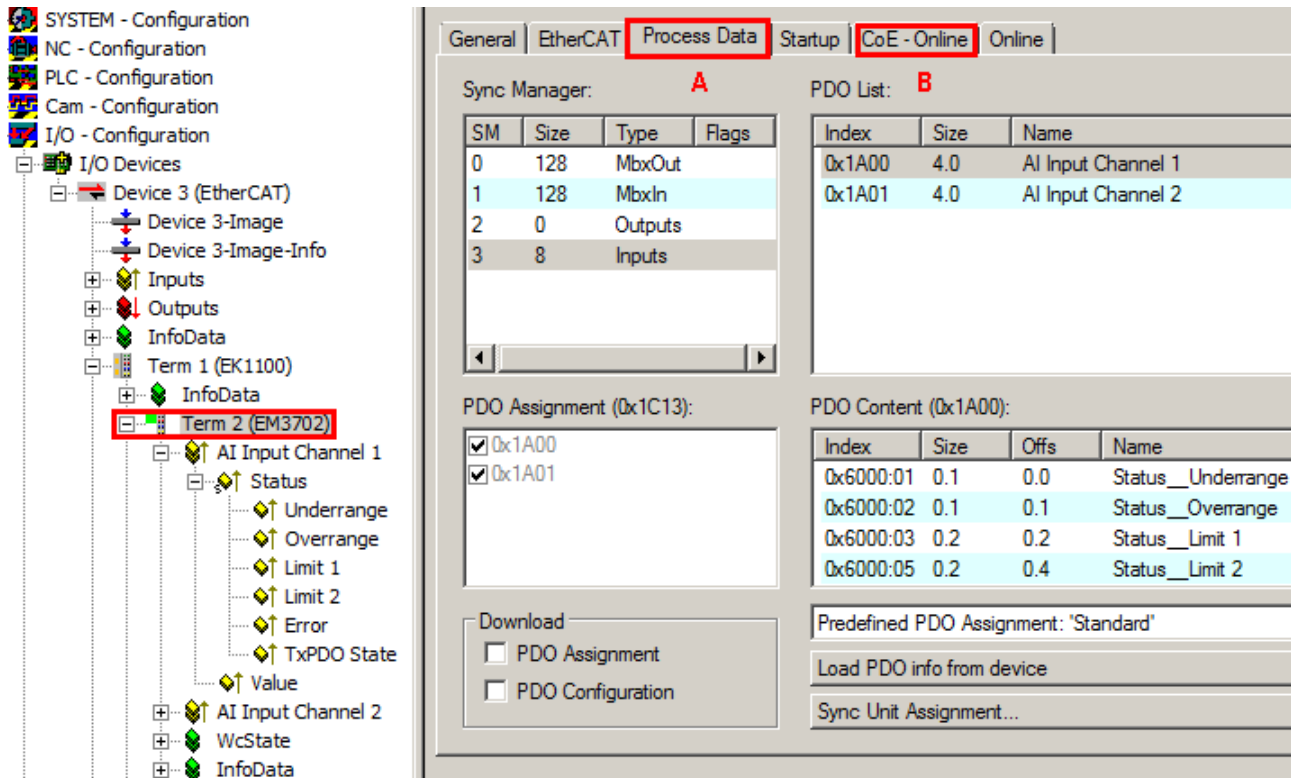 SYSTEM - Configuration
NC - Configuration
PLC - Configuration
Cam - Configuration
I/O - Configuration
I/O Devices
Device 3 (EtherCAT)
Device 3-Image
Device 3-Image-Info
Inputs
Outputs
InfoData
Term 1 (EK1100)
InfoData
Term 2 (EM3702)
AI Input Channel 1
Status
Underrange
Overrange
Limit 1
Limit 2
Error
TxPDO State
Value
AI Input Channel 2
WcState
InfoData
General EtherCAT Process Data Startup CoE - Online Online
A B
Sync Manager:
SM Size Type Flags
0 128 MbxOut
1 128 MbxIn
2 0 Outputs
3 8 Inputs
PDO List:
Index Size Name
0x1A00 4.0 AI Input Channel 1
0x1A01 4.0 AI Input Channel 2
PDO Assignment (0x1C13):
0x1A00
0x1A01
PDO Content (0x1A00):
Index Size Offs Name
0x6000:01 0.1 0.0 Status__Underrange
0x6000:02 0.1 0.1 Status__Overrange
0x6000:03 0.2 0.2 Status__Limit 1
0x6000:05 0.2 0.4 Status__Limit 2
Download
PDO Assignment
PDO Configuration
Predefined PDO Assignment: 'Standard'
Load PDO info from device
Sync Unit Assignment...